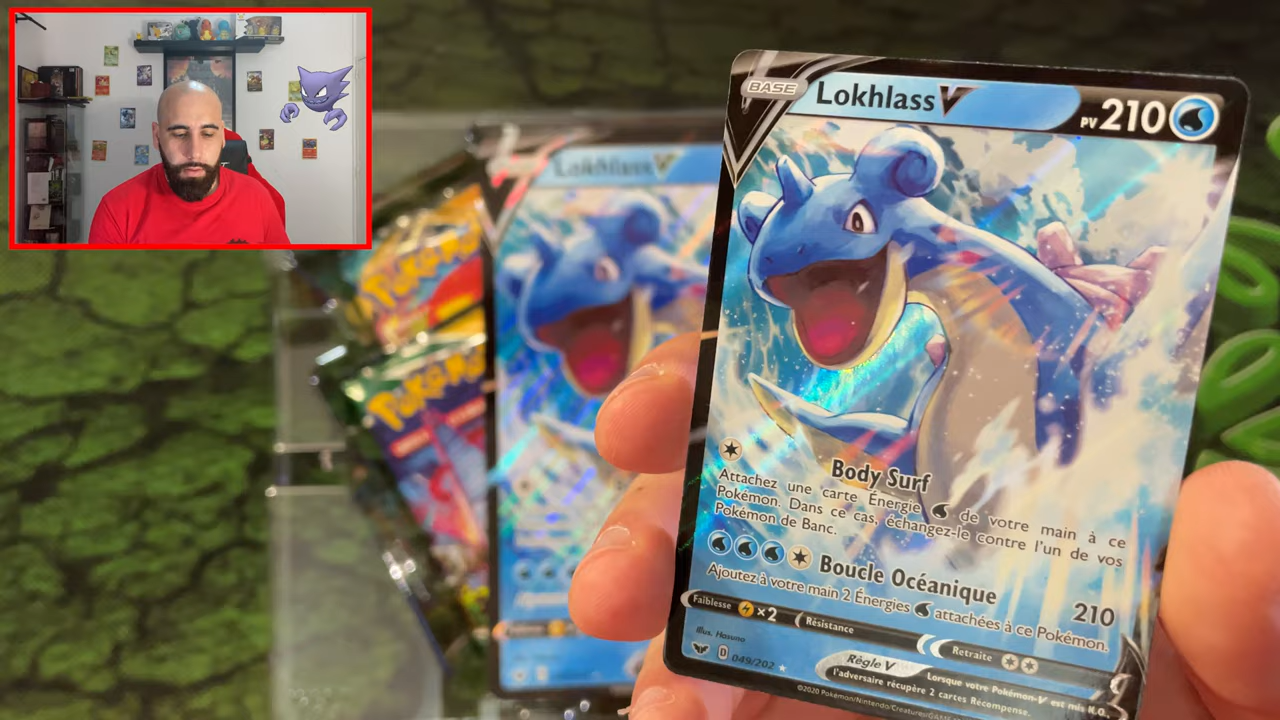 BASE Lokhlass V PV 210
Body Surf
Attachez une carte Énergie de votre main à ce
Pokémon. Dans ce cas, échangez-le contre l'un de vos
Pokémon de Banc.
Boucle Océanique 210
Ajoutez à votre main 2 Énergies attachées à ce Pokémon.
Faiblesse ×2 Résistance Retraite
Illus. Hasuno
D 049/202
Règle V Lorsque votre Pokémon-V est mis K.O.,
l'adversaire récupère 2 cartes Récompense.
©2020 Pokémon/Nintendo/Creatures/GAME
Lokhlass V
POKéMON
POKéMON